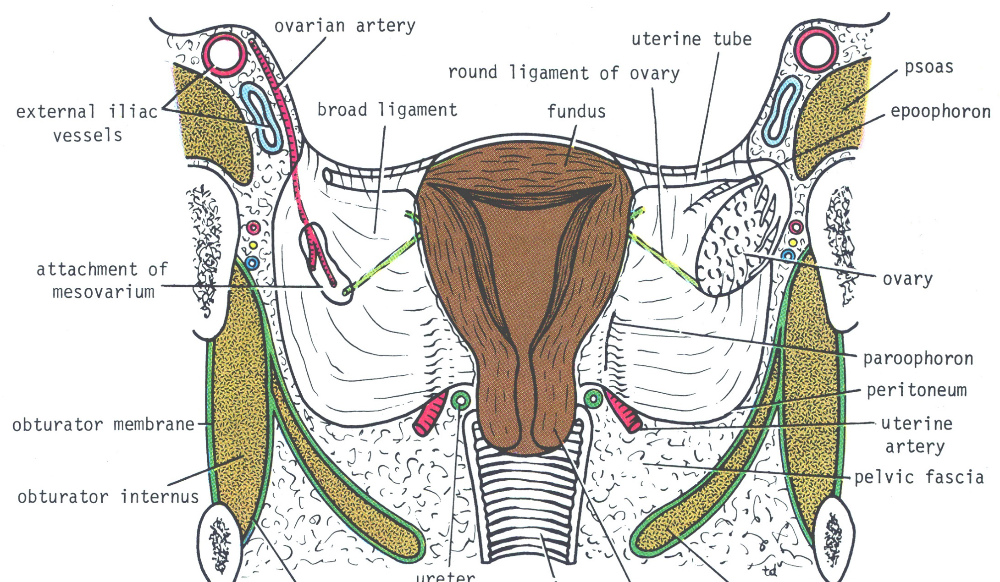 ovarian artery
uterine tube
round ligament of ovary
psoas
external iliac
vessels
broad ligament
fundus
epoophoron
attachment of
mesovarium
ovary
paroophoron
peritoneum
obturator membrane
uterine
artery
pelvic fascia
obturator internus
td
ureter